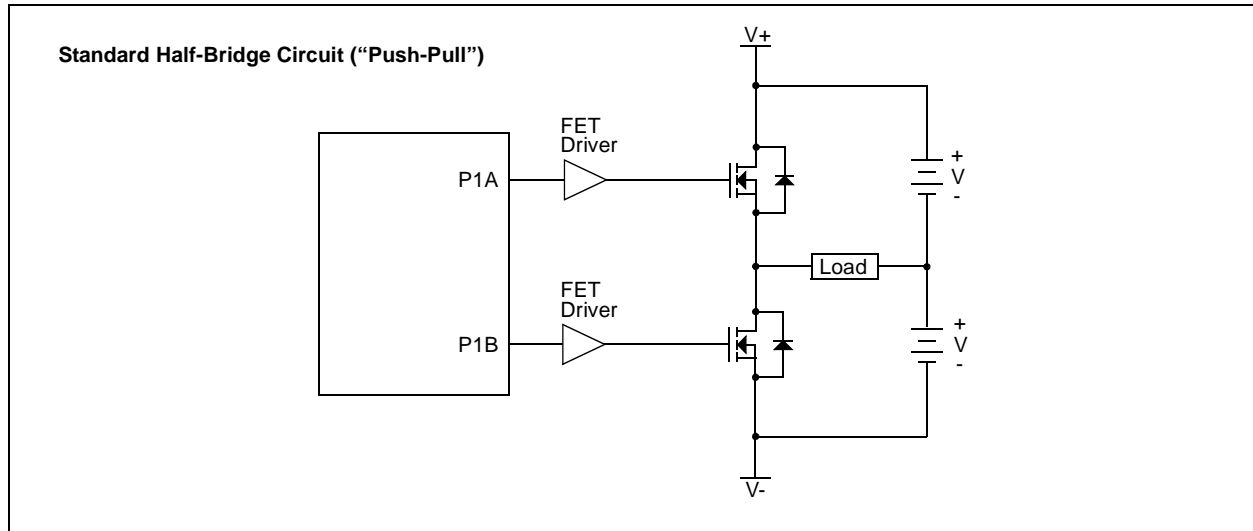 V+
Standard Half-Bridge Circuit (“Push-Pull”)
FET
Driver
P1A
+
V
-
Load
FET
Driver
P1B
+
V
-
V-